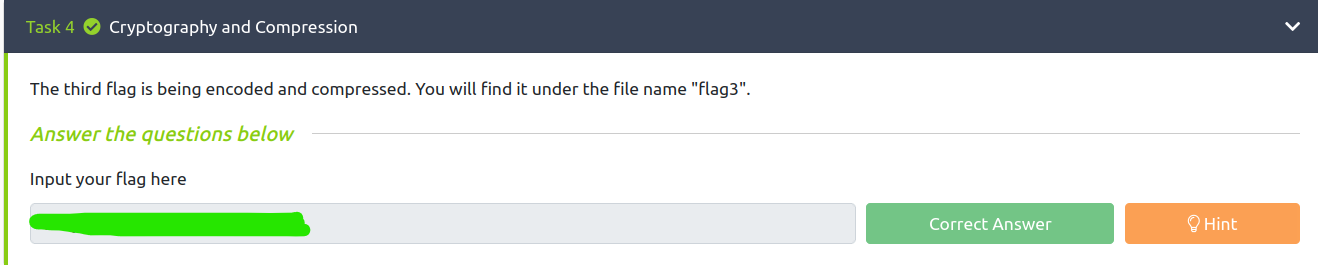 Task 4 Cryptography and Compression
The third flag is being encoded and compressed. You will find it under the file name "flag3".
Answer the questions below
Input your flag here
Correct Answer Hint